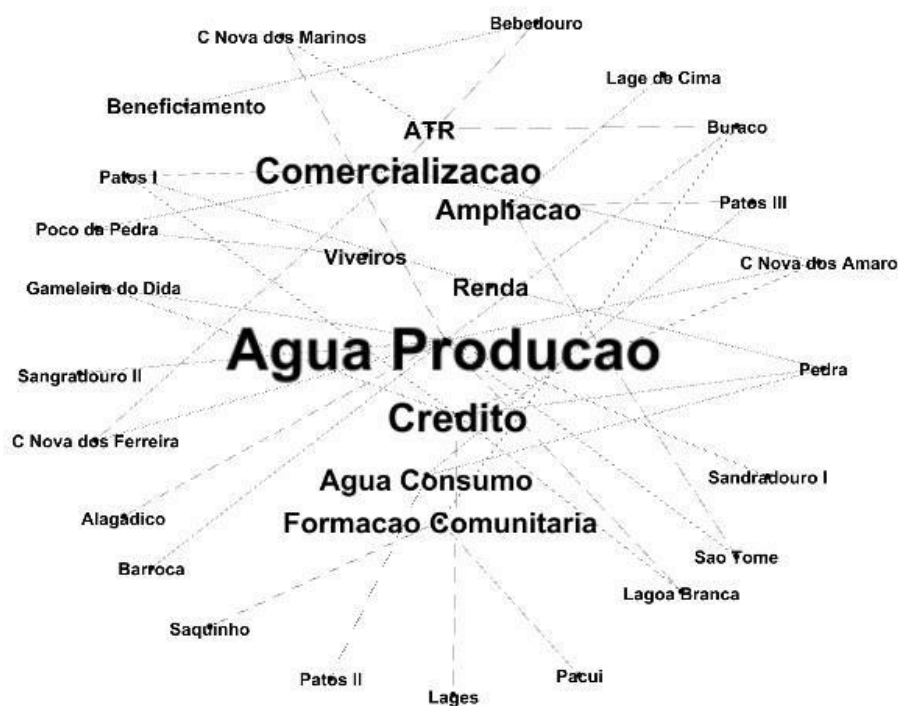 Bebedouro
C Nova dos Marinos
Lage de Cima
Beneficiamento
ATR
Buraco
Comercializacao
Patos I
Ampliacao
Patos III
Poco da Pedra
Viveiros
C Nova dos Amaro
Gameleira do Dida
Renda
Agua Producao
Sangradouro II
Pedra
Credito
C Nova dos Ferreira
Agua Consumo
Sandradouro I
Alagadico
Formacao Comunitaria
Sao Tome
Barroca
Lagoa Branca
Saquinho
Patos II
Pacui
Lages